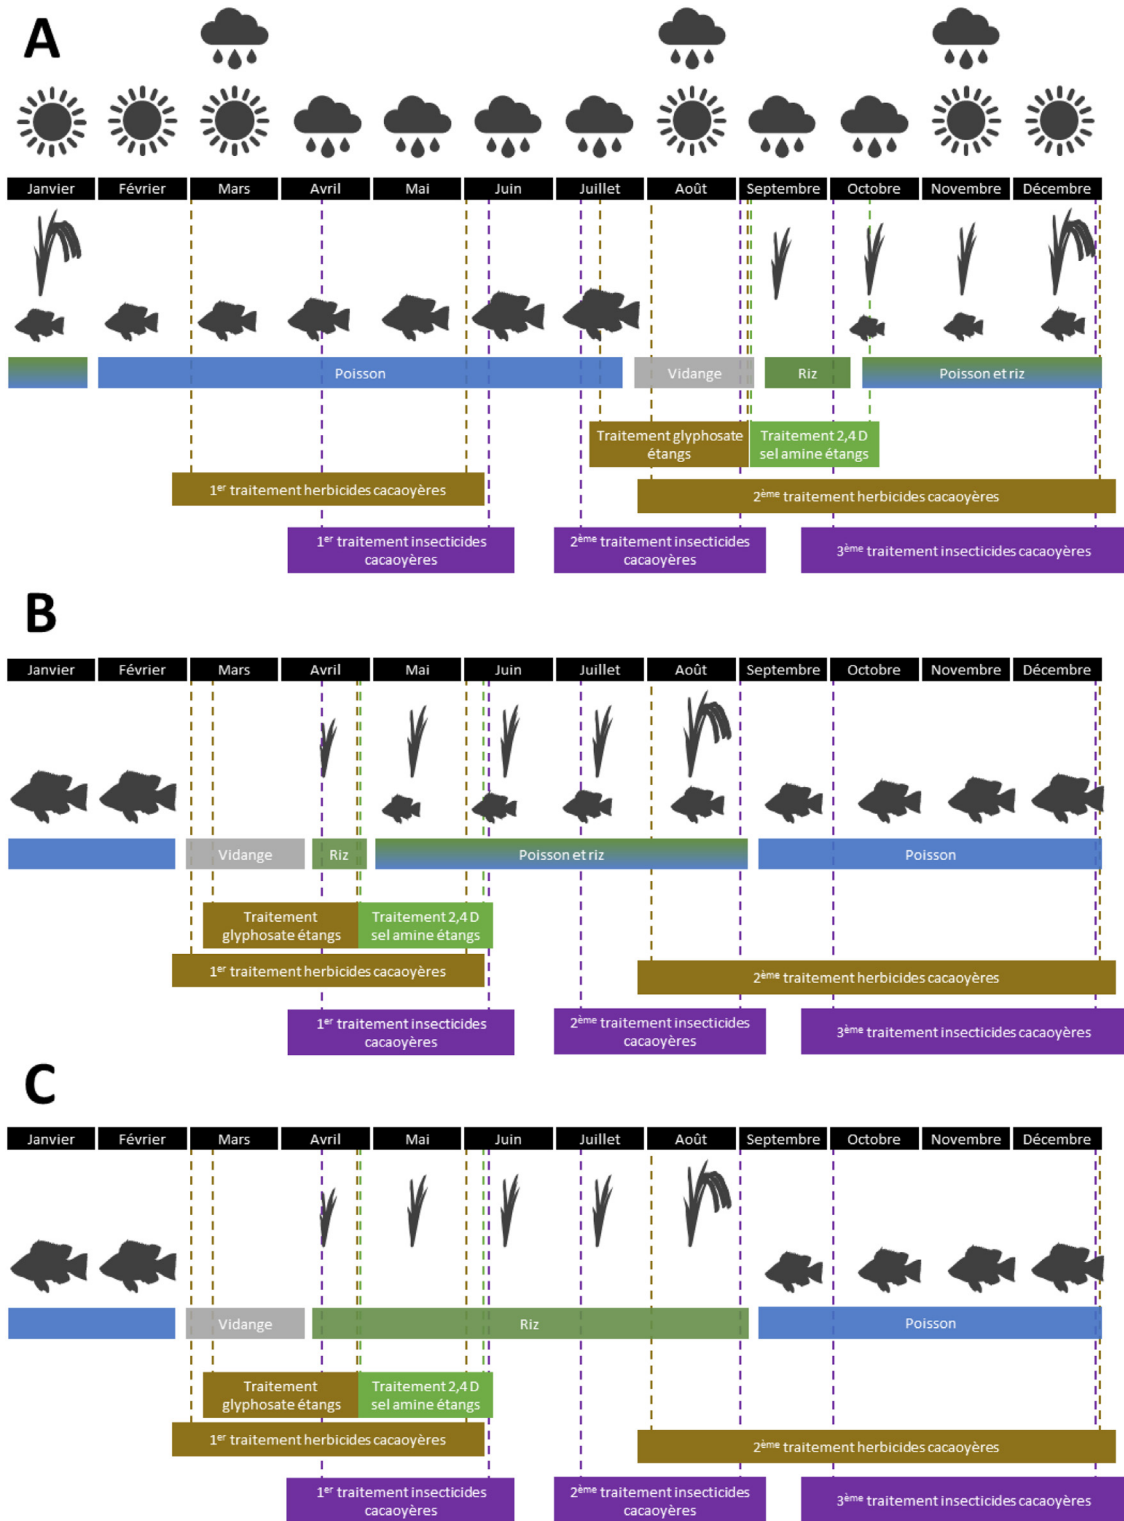 A
Janvier Février Mars Avril Mai Juin Juillet Août Septembre Octobre Novembre Décembre
Poisson Vidange Riz Poisson et riz
Traitement glyphosate
étangs
Traitement 2,4 D
sel amine étangs
1er traitement herbicides cacaoyères
2ème traitement herbicides cacaoyères
1er traitement insecticides
cacaoyères
2ème traitement insecticides
cacaoyères
3ème traitement insecticides cacaoyères
B
Janvier Février Mars Avril Mai Juin Juillet Août Septembre Octobre Novembre Décembre
Vidange Riz Poisson et riz Poisson
Traitement
glyphosate étangs
Traitement 2,4 D
sel amine étangs
1er traitement herbicides cacaoyères
2ème traitement herbicides cacaoyères
1er traitement insecticides
cacaoyères
2ème traitement insecticides
cacaoyères
3ème traitement insecticides cacaoyères
C
Janvier Février Mars Avril Mai Juin Juillet Août Septembre Octobre Novembre Décembre
Vidange Riz Poisson
Traitement
glyphosate étangs
Traitement 2,4 D
sel amine étangs
1er traitement herbicides cacaoyères
2ème traitement herbicides cacaoyères
1er traitement insecticides
cacaoyères
2ème traitement insecticides
cacaoyères
3ème traitement insecticides cacaoyères